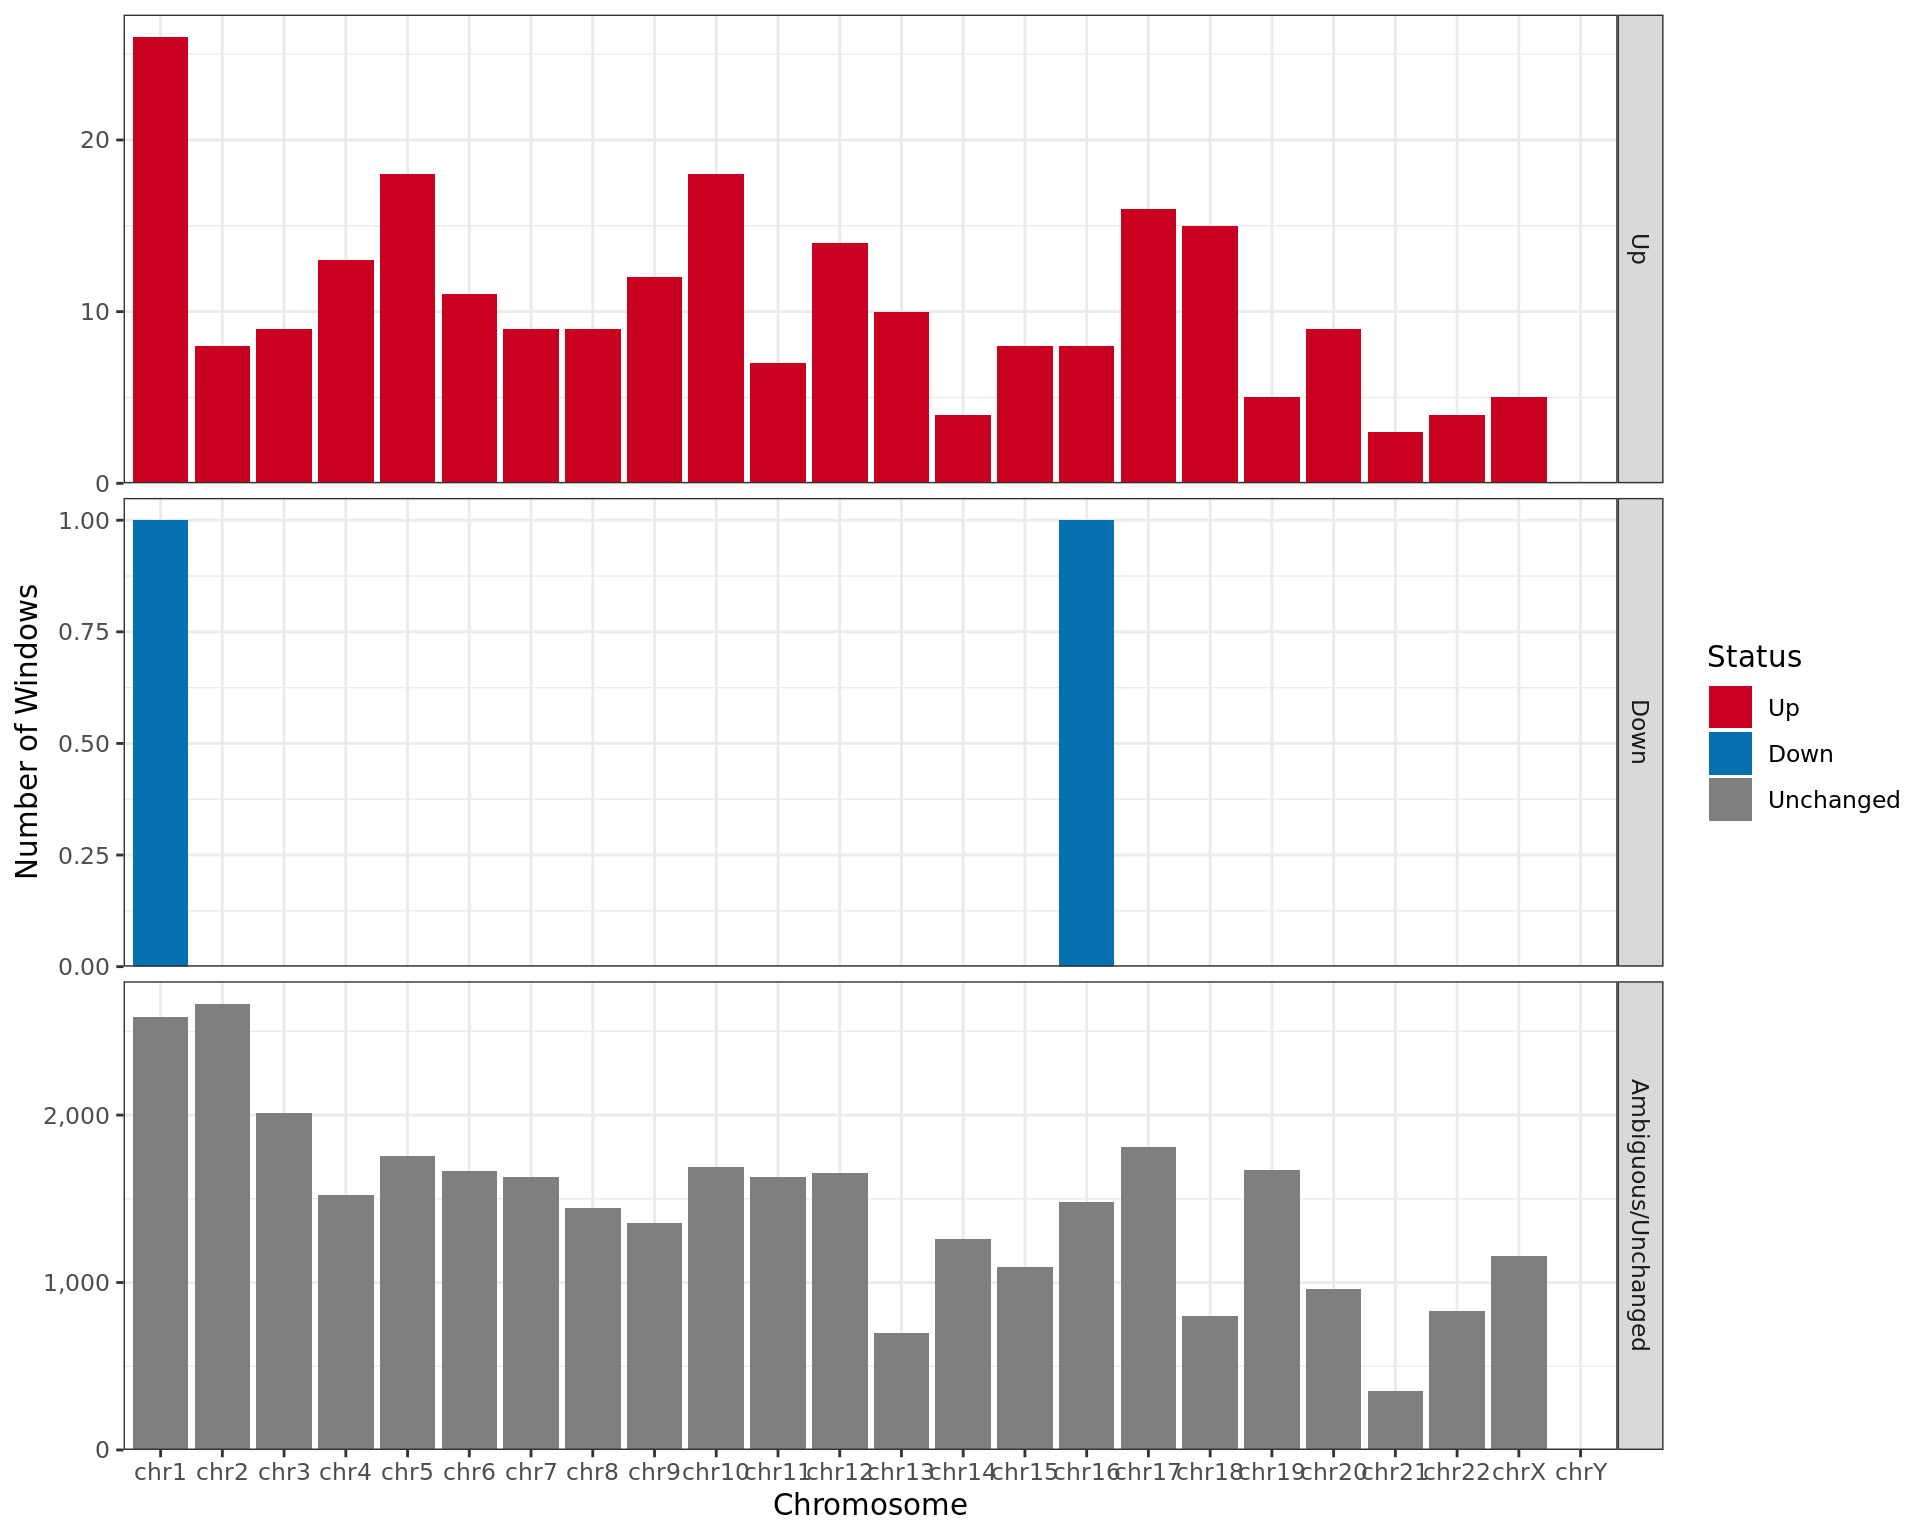 20
10
0
Up
Number of Windows
1.00
0.75
0.50
0.25
0.00
Down
2,000
1,000
0
Ambiguous/Unchanged
chr1 chr2 chr3 chr4 chr5 chr6 chr7 chr8 chr9 chr10 chr11 chr12 chr13 chr14 chr15 chr16 chr17 chr18 chr19 chr20 chr21 chr22 chrX chrY
Chromosome
Status
Up
Down
Unchanged